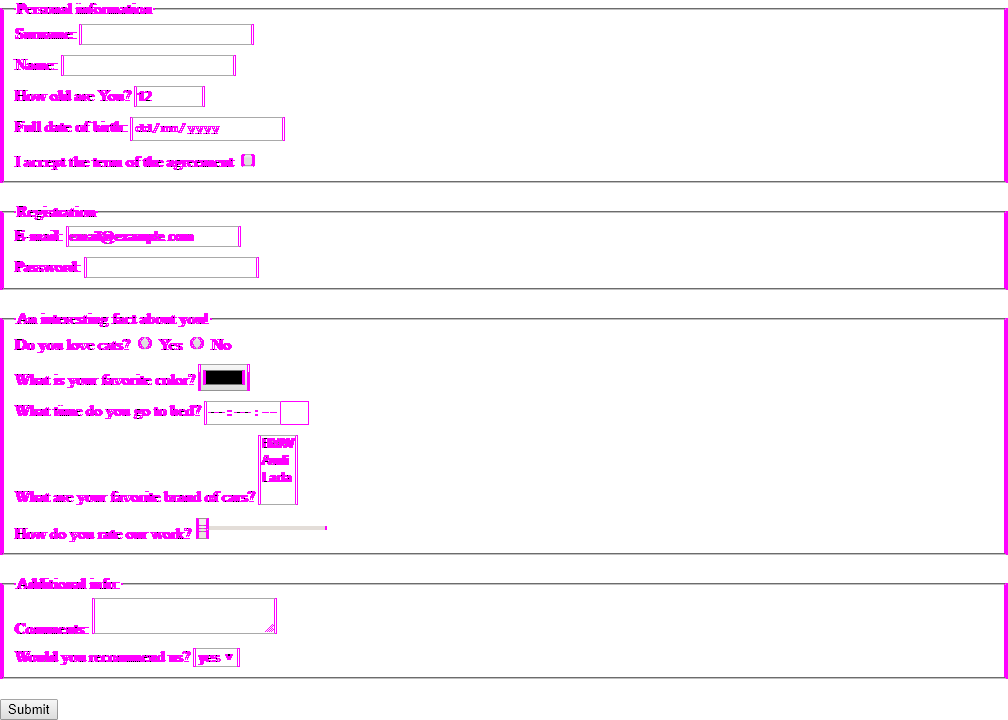 Personal information
Surname:
Name:
How old are You? 12
Full date of birth: dd/mm/yyyy
I accept the term of the agreement
Registration
E-mail: email@example.com
Password:
An interesting fact about you!
Do you love cats? Yes No
What is your favorite color?
What time do you go to bed? --:-- --
BMW
Audi
Lada
What are your favorite brand of cars?
How do you rate our work?
Additional info:
Comments:
Would you recommend us? yes
Submit